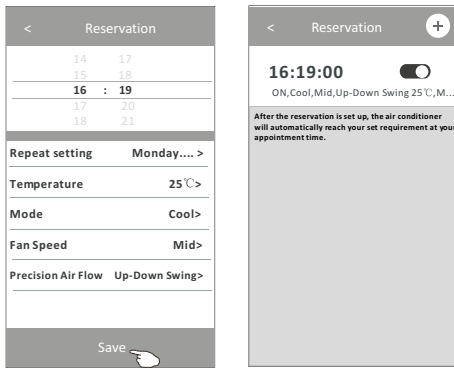 < Reservation
14 17
15 18
16 : 19
17 20
18 21
Repeat setting Monday.... >
Temperature 25℃>
Mode Cool>
Fan Speed Mid>
Precision Air Flow Up-Down Swing>
Save
< Reservation +
16:19:00
ON,Cool,Mid,Up-Down Swing 25℃,M...
After the reservation is set up, the air conditioner
will automatically reach your set requirement at your
appointment time.